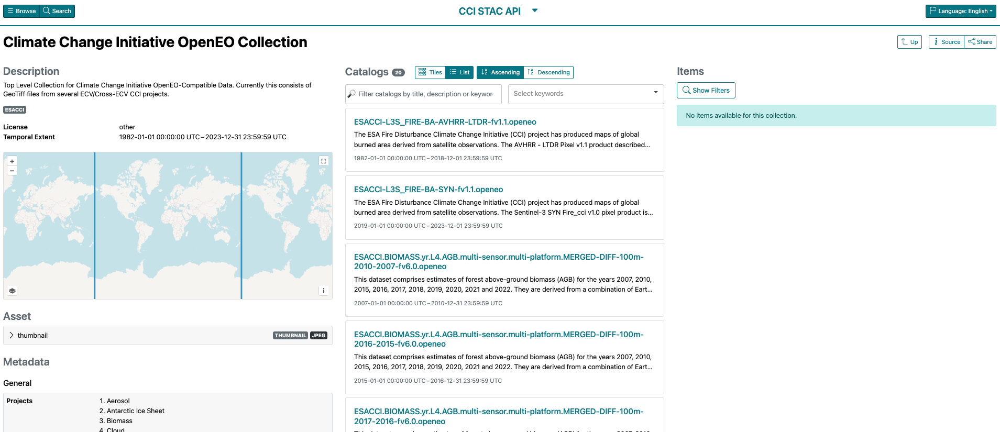 Browse
Search
CCI STAC API
Language: English
Climate Change Initiative OpenEO Collection
Up
Source
Share
Description
Top Level Collection for Climate Change Initiative OpenEO-Compatible Data. Currently this consists of
GeoTiff files from several ECV/Cross-ECV CCI projects.
ESACCI
License other
Temporal Extent 1982-01-01 00:00:00 UTC – 2023-12-31 23:59:59 UTC
+
−
i
Asset
thumbnail THUMBNAIL JPEG
Metadata
General
Projects
1. Aerosol
2. Antarctic Ice Sheet
3. Biomass
4. Cloud
Catalogs 20
Tiles
List
Ascending
Descending
Filter catalogs by title, description or keywor
Select keywords
ESACCI-L3S_FIRE-BA-AVHRR-LTDR-fv1.1.openeo
The ESA Fire Disturbance Climate Change Initiative (CCI) project has produced maps of global
burned area derived from satellite observations. The AVHRR - LTDR Pixel v1.1 product described...
1982-01-01 00:00:00 UTC – 2018-12-01 23:59:59 UTC
ESACCI-L3S_FIRE-BA-SYN-fv1.1.openeo
The ESA Fire Disturbance Climate Change Initiative (CCI) project has produced maps of global
burned area derived from satellite observations. The Sentinel-3 SYN Fire_cci v1.0 pixel product is...
2019-01-01 00:00:00 UTC – 2023-12-01 23:59:59 UTC
ESACCI.BIOMASS.yr.L4.AGB.multi-sensor.multi-platform.MERGED-DIFF-100m-
2010-2007-fv6.0.openeo
This dataset comprises estimates of forest above-ground biomass (AGB) for the years 2007, 2010,
2015, 2016, 2017, 2018, 2019, 2020, 2021 and 2022. They are derived from a combination of Eart...
2007-01-01 00:00:00 UTC – 2010-12-31 23:59:59 UTC
ESACCI.BIOMASS.yr.L4.AGB.multi-sensor.multi-platform.MERGED-DIFF-100m-
2016-2015-fv6.0.openeo
This dataset comprises estimates of forest above-ground biomass (AGB) for the years 2007, 2010,
2015, 2016, 2017, 2018, 2019, 2020, 2021 and 2022. They are derived from a combination of Eart...
2015-01-01 00:00:00 UTC – 2016-12-31 23:59:59 UTC
ESACCI.BIOMASS.yr.L4.AGB.multi-sensor.multi-platform.MERGED-DIFF-100m-
2017-2016-fv6.0.openeo
Items
Show Filters
No items available for this collection.